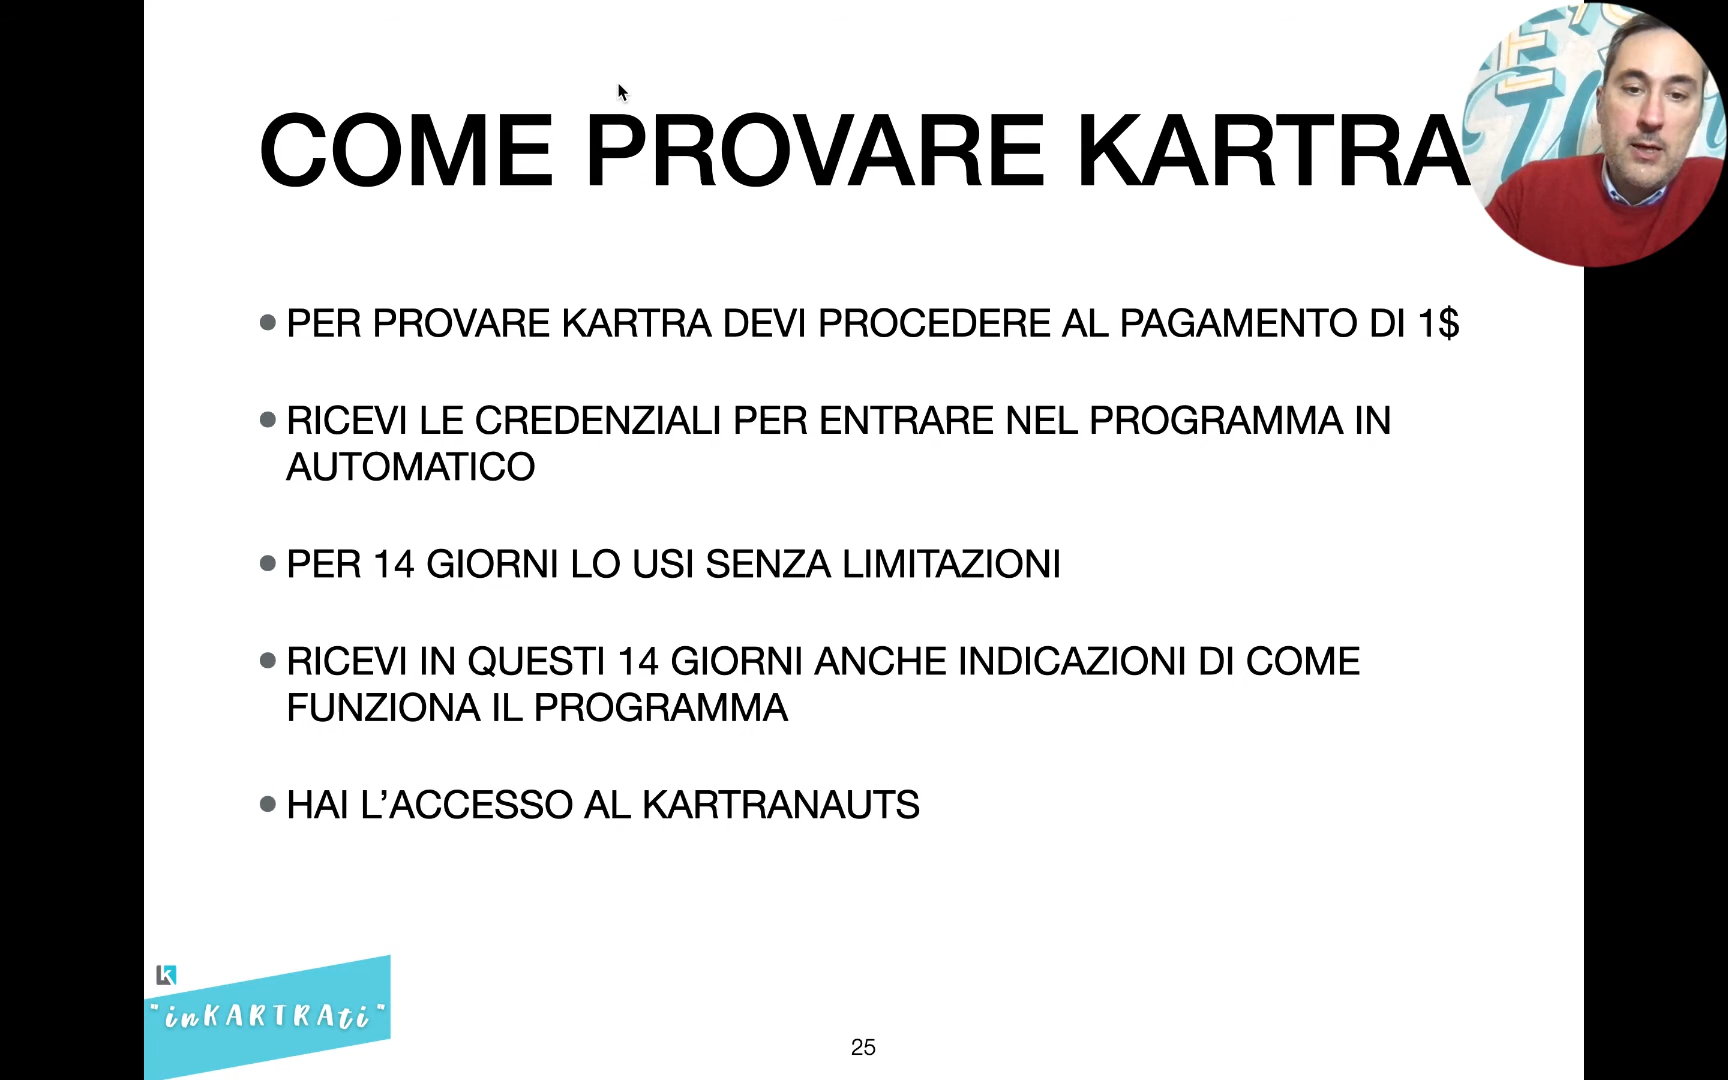 COME PROVARE KARTRA
PER PROVARE KARTRA DEVI PROCEDERE AL PAGAMENTO DI 1$
RICEVI LE CREDENZIALI PER ENTRARE NEL PROGRAMMA IN
AUTOMATICO
PER 14 GIORNI LO USI SENZA LIMITAZIONI
RICEVI IN QUESTI 14 GIORNI ANCHE INDICAZIONI DI COME
FUNZIONA IL PROGRAMMA
HAI L’ACCESSO AL KARTRANAUTS
K
"inKARTRAti"
25